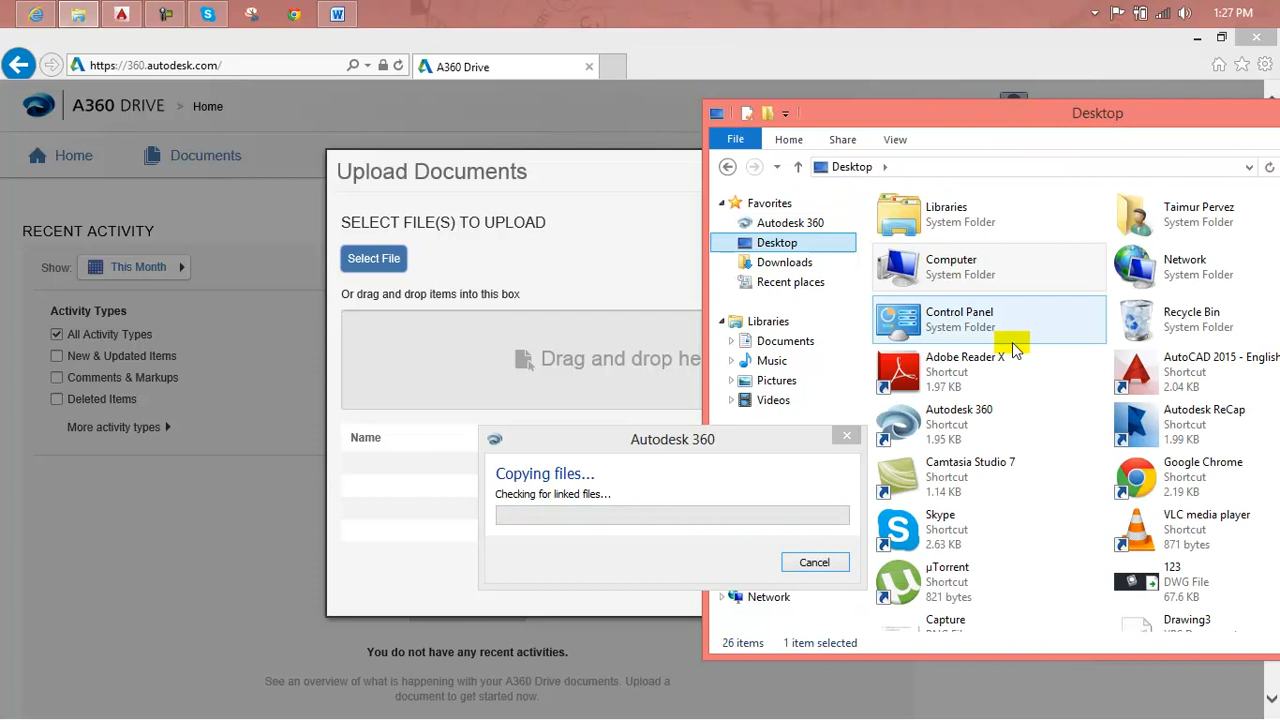 1:27 PM
https://360.autodesk.com/
A360 Drive
A360 DRIVE > Home
Home
Documents
RECENT ACTIVITY
Show:
This Month
Activity Types
All Activity Types
New & Updated Items
Comments & Markups
Deleted Items
More activity types
You do not have any recent activities.
See an overview of what is happening with your A360 Drive documents. Upload a
document to get started now.
Upload Documents
SELECT FILE(S) TO UPLOAD
Select File
Or drag and drop items into this box
Drag and drop he
Name
Autodesk 360
Copying files...
Checking for linked files...
Cancel
Desktop
File
Home
Share
View
Desktop
Favorites
Autodesk 360
Desktop
Downloads
Recent places
Libraries
Documents
Music
Pictures
Videos
Network
Libraries
System Folder
Taimur Pervez
System Folder
Computer
System Folder
Network
System Folder
Control Panel
System Folder
Recycle Bin
System Folder
Adobe Reader X
Shortcut
1.97 KB
AutoCAD 2015 - English
Shortcut
2.04 KB
Autodesk 360
Shortcut
1.95 KB
Autodesk ReCap
Shortcut
1.99 KB
Camtasia Studio 7
Shortcut
1.14 KB
Google Chrome
Shortcut
2.19 KB
Skype
Shortcut
2.63 KB
VLC media player
Shortcut
871 bytes
µTorrent
Shortcut
821 bytes
123
DWG File
67.6 KB
Capture
Drawing3
26 items
1 item selected